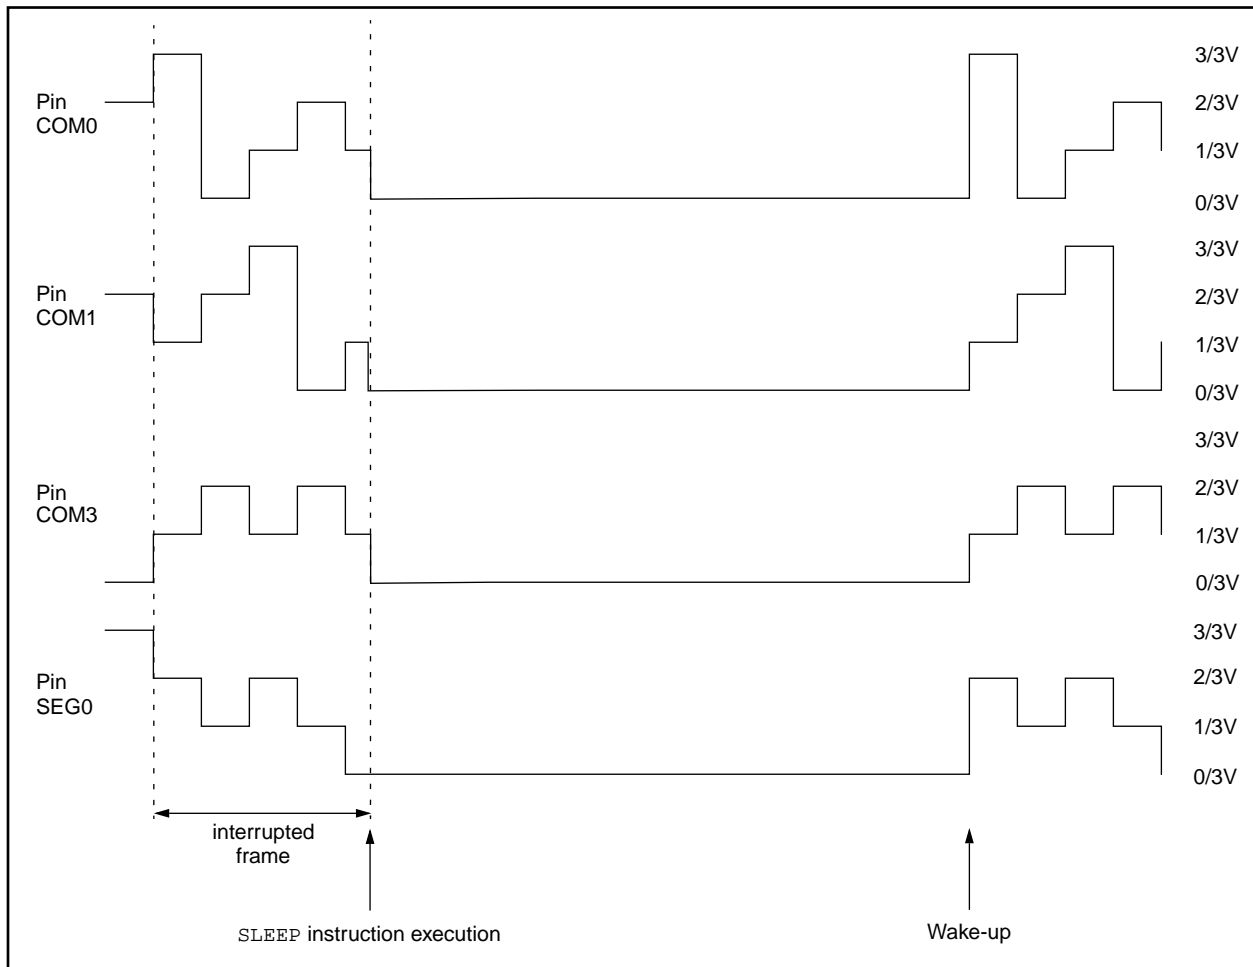 3/3V
Pin
COM0
2/3V
1/3V
0/3V
3/3V
Pin
COM1
2/3V
1/3V
0/3V
3/3V
Pin
COM3
2/3V
1/3V
0/3V
3/3V
Pin
SEG0
2/3V
1/3V
0/3V
interrupted
frame
SLEEP instruction execution
Wake-up